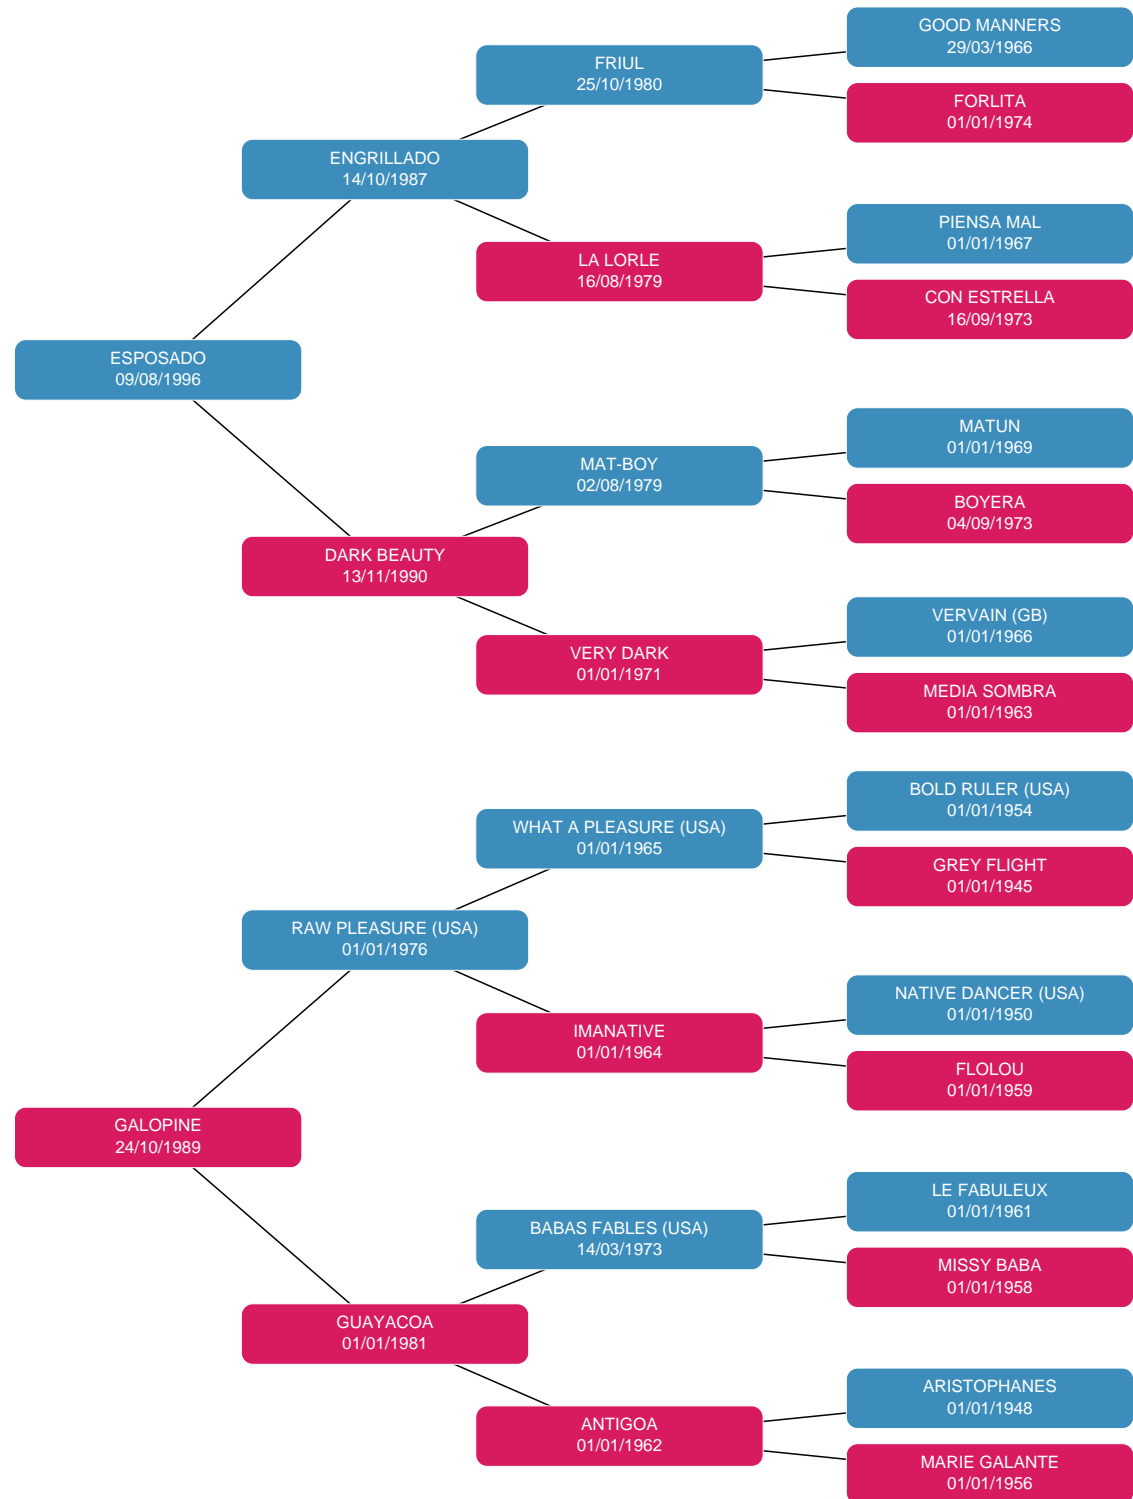 GOOD MANNERS
29/03/1966
FRIUL
25/10/1980
FORLITA
01/01/1974
ENGRILLADO
14/10/1987
PIENSA MAL
01/01/1967
LA LORLE
16/08/1979
CON ESTRELLA
16/09/1973
ESPOSADO
09/08/1996
MATUN
01/01/1969
MAT-BOY
02/08/1979
BOYERA
04/09/1973
DARK BEAUTY
13/11/1990
VERVAIN (GB)
01/01/1966
VERY DARK
01/01/1971
MEDIA SOMBRA
01/01/1963
BOLD RULER (USA)
01/01/1954
WHAT A PLEASURE (USA)
01/01/1965
GREY FLIGHT
01/01/1945
RAW PLEASURE (USA)
01/01/1976
NATIVE DANCER (USA)
01/01/1950
IMANATIVE
01/01/1964
FLOLOU
01/01/1959
GALOPINE
24/10/1989
LE FABULEUX
01/01/1961
BABAS FABLES (USA)
14/03/1973
MISSY BABA
01/01/1958
GUAYACOA
01/01/1981
ARISTOPHANES
01/01/1948
ANTIGOA
01/01/1962
MARIE GALANTE
01/01/1956